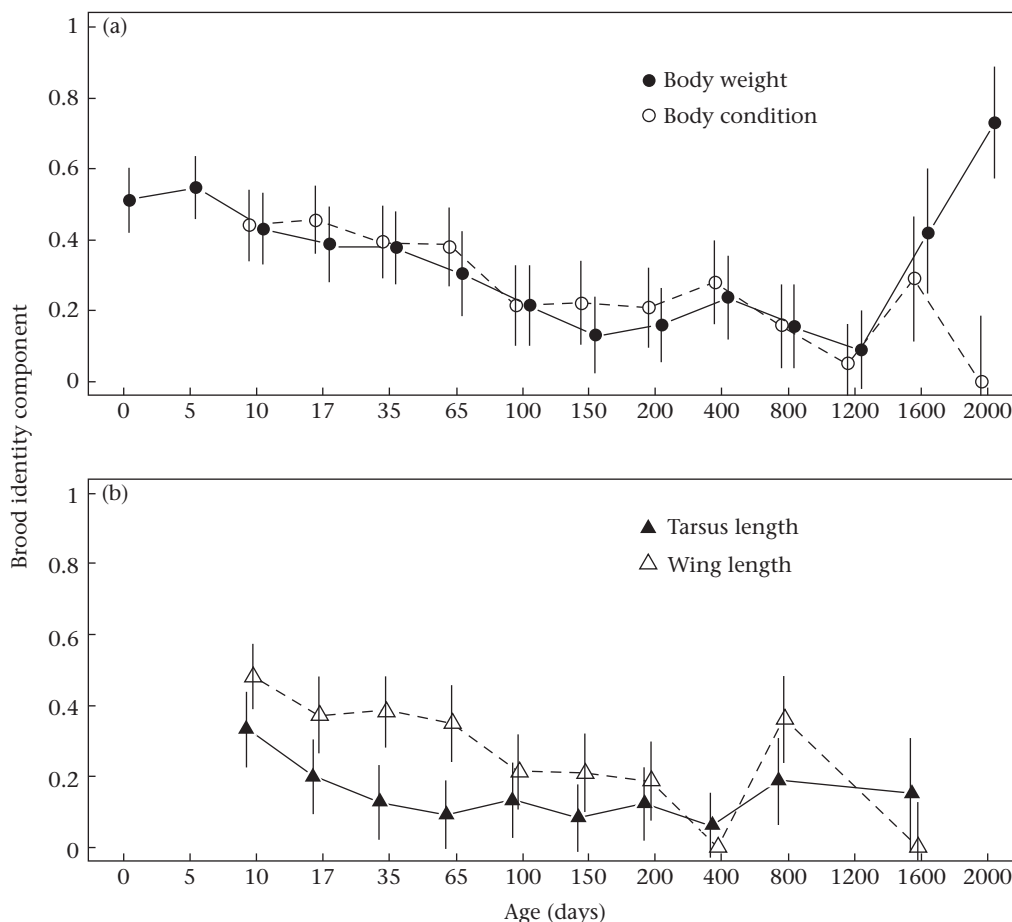 (a)
1
0.8
0.6
0.4
0.2
0
Body weight
Body condition
0 5 10 17 35 65 100 150 200 400 800 1200 1600 2000
Brood identity component
(b)
1
0.8
0.6
0.4
0.2
0
Tarsus length
Wing length
0 5 10 17 35 65 100 150 200 400 800 1200 1600 2000
Age (days)